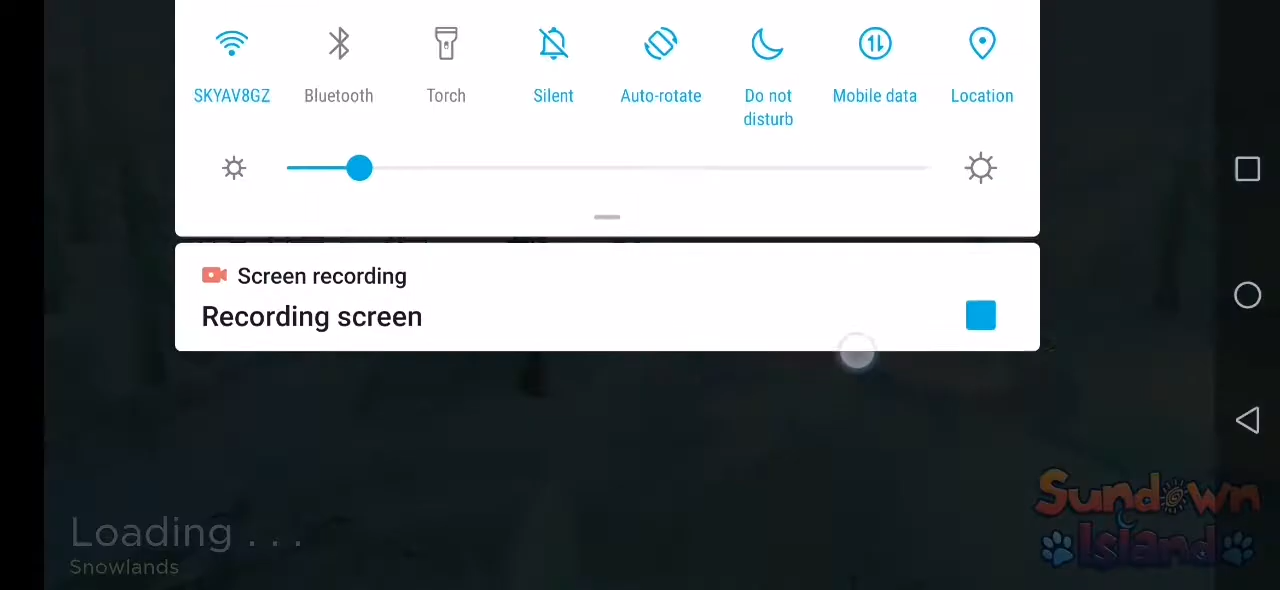 SKYAV8GZ Bluetooth Torch Silent Auto-rotate Do not disturb Mobile data Location
Screen recording
Recording screen
Loading . . .
Snowlands
Sundown
Island